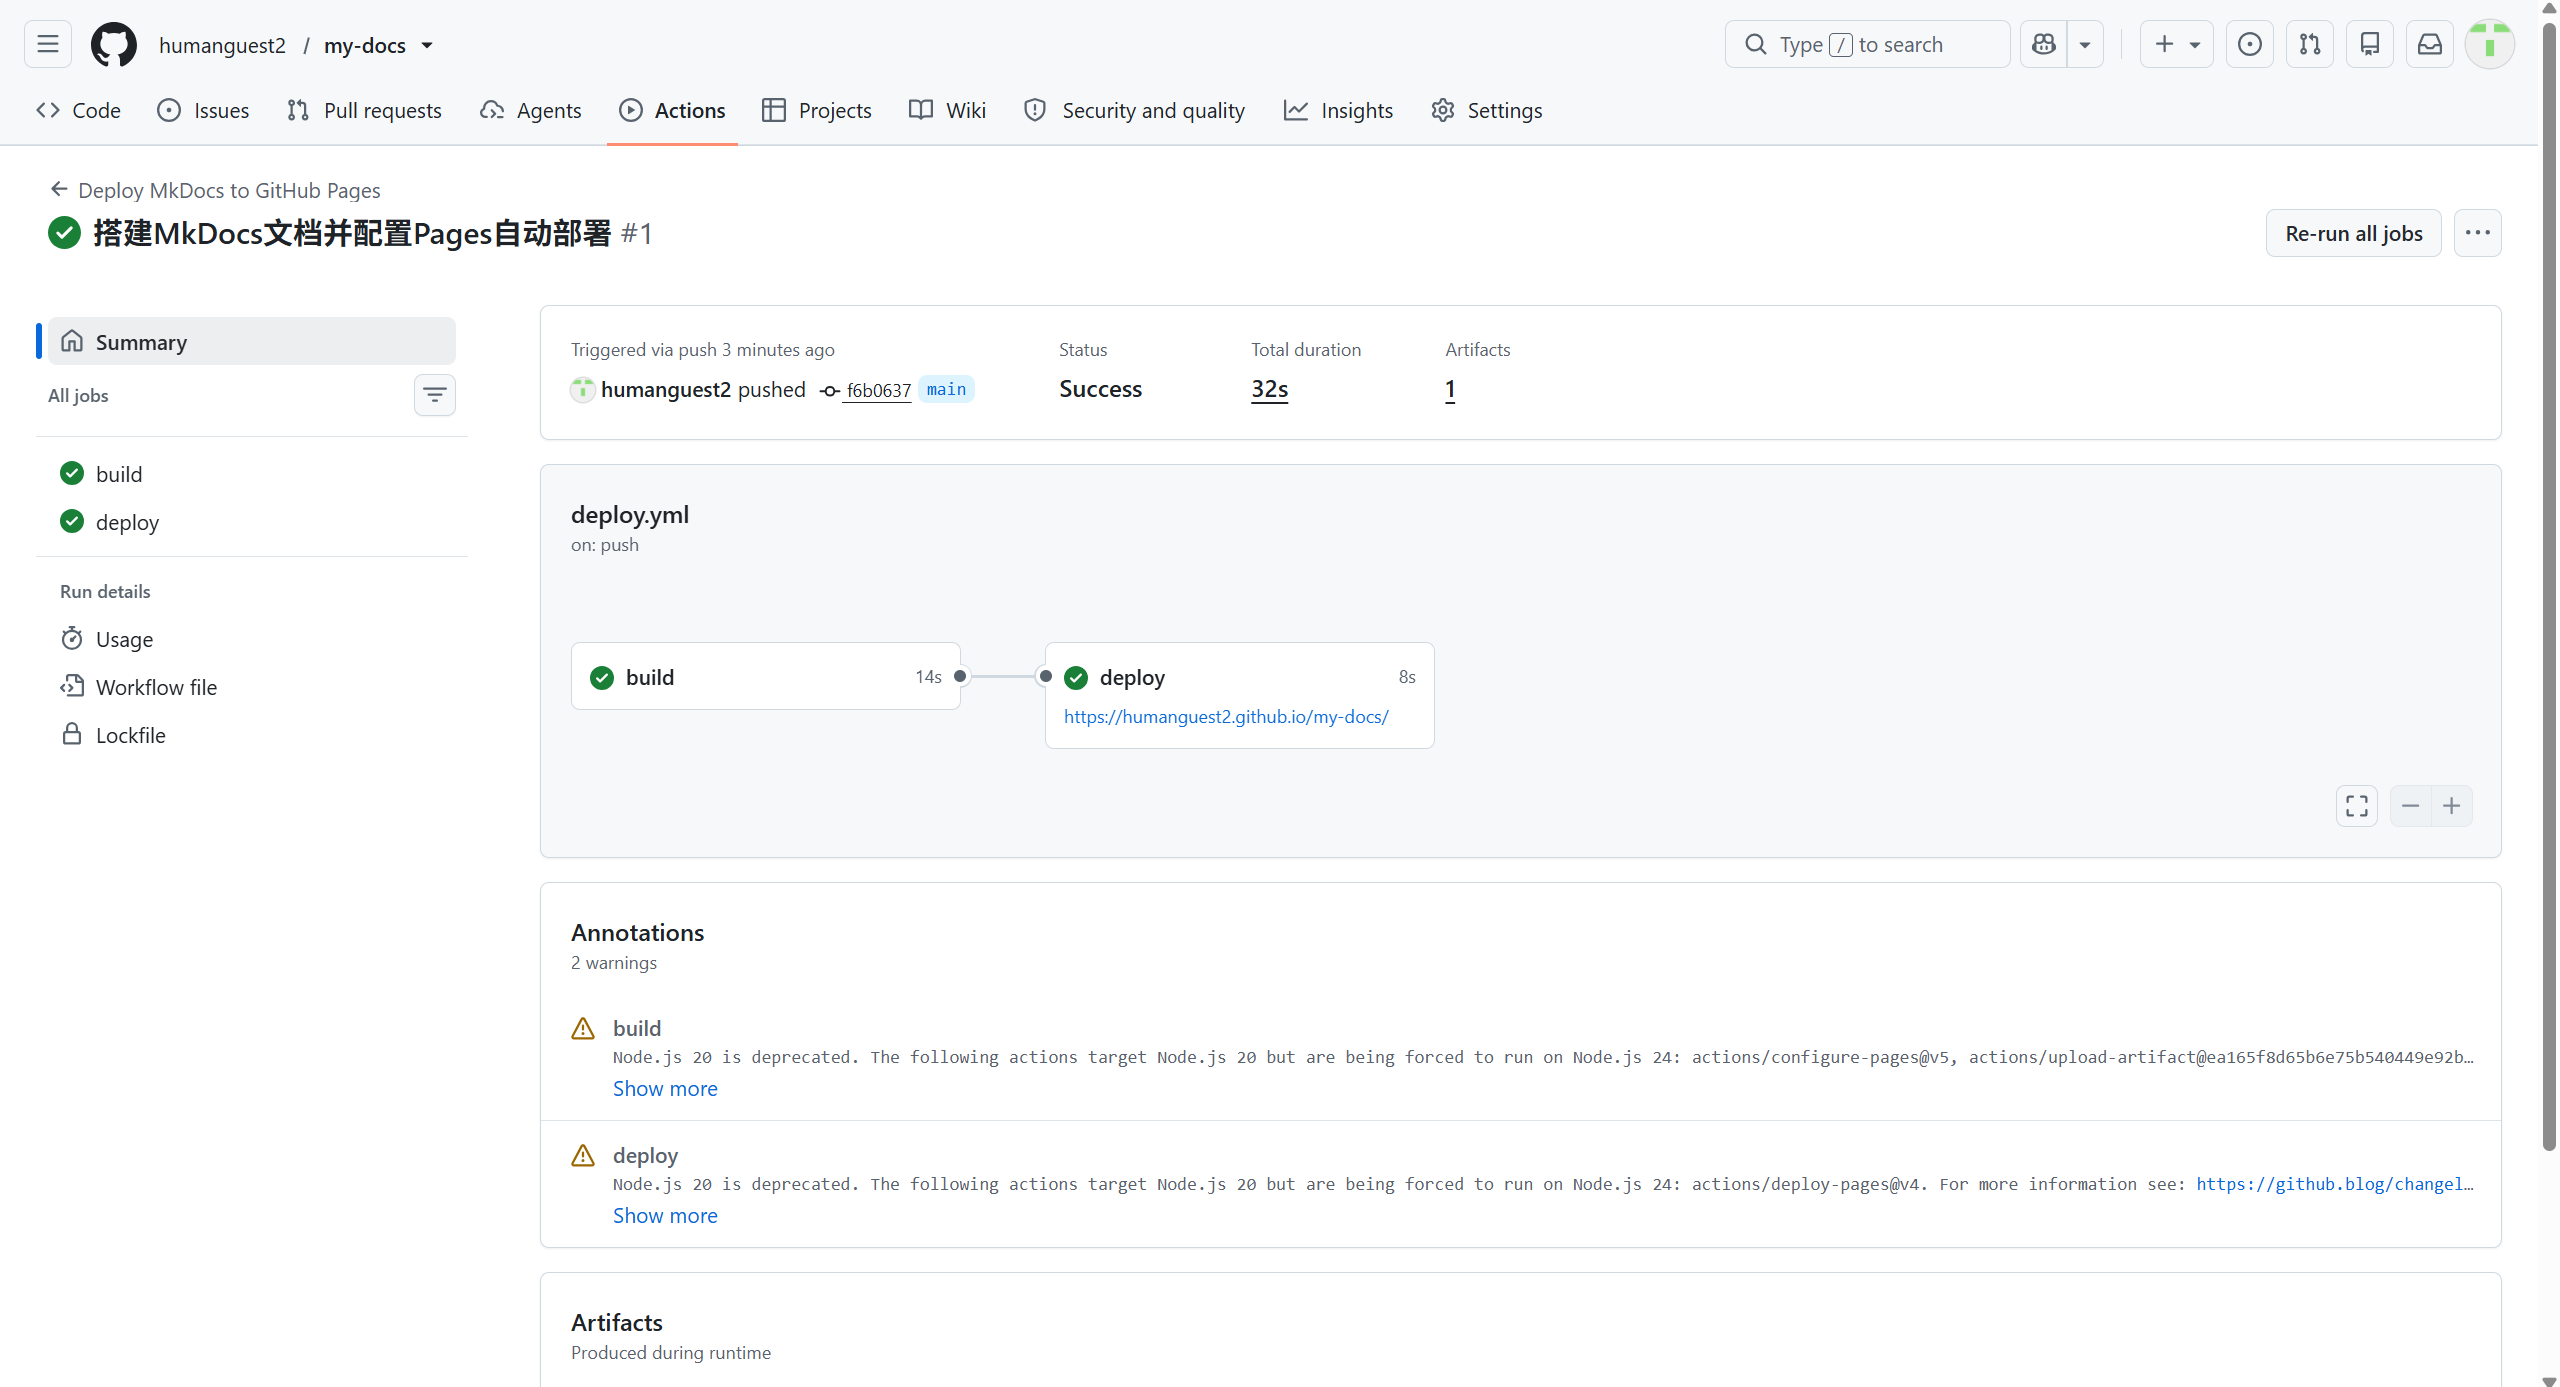 humanguest2 / my-docs
Type / to search
Code Issues Pull requests Agents Actions Projects Wiki Security and quality Insights Settings
Deploy MkDocs to GitHub Pages
搭建MkDocs文档并配置Pages自动部署 #1
Re-run all jobs
Summary
All jobs
build
deploy
Run details
Usage
Workflow file
Lockfile
Triggered via push 3 minutes ago
humanguest2 pushed f6b0637 main
Status
Success
Total duration
32s
Artifacts
1
deploy.yml
on: push
build 14s
deploy 8s
https://humanguest2.github.io/my-docs/
Annotations
2 warnings
build
Node.js 20 is deprecated. The following actions target Node.js 20 but are being forced to run on Node.js 24: actions/configure-pages@v5, actions/upload-artifact@ea165f8d65b6e75b540449e92b…
Show more
deploy
Node.js 20 is deprecated. The following actions target Node.js 20 but are being forced to run on Node.js 24: actions/deploy-pages@v4. For more information see: https://github.blog/changel…
Show more
Artifacts
Produced during runtime